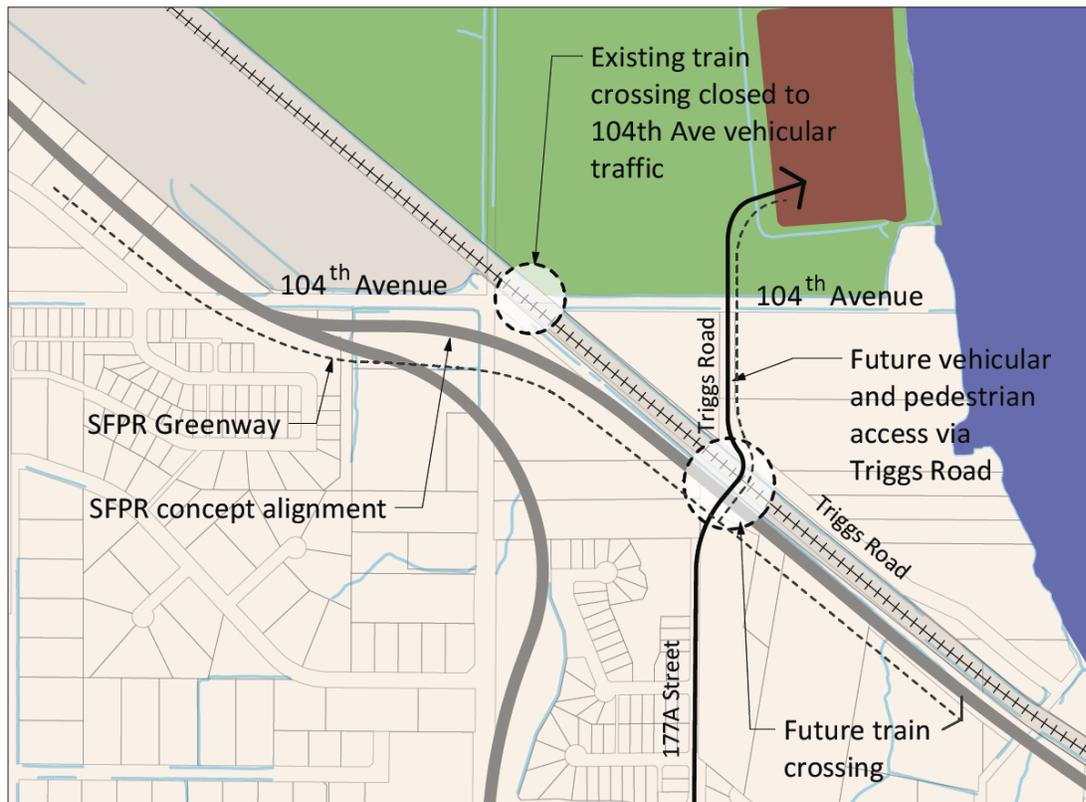 Existing train
crossing closed to
104th Ave vehicular
traffic
104th Avenue
104th Avenue
Triggs Road
Future vehicular
and pedestrian
access via
Triggs Road
SFPR Greenway
SFPR concept alignment
Triggs Road
177A Street
Future train
crossing